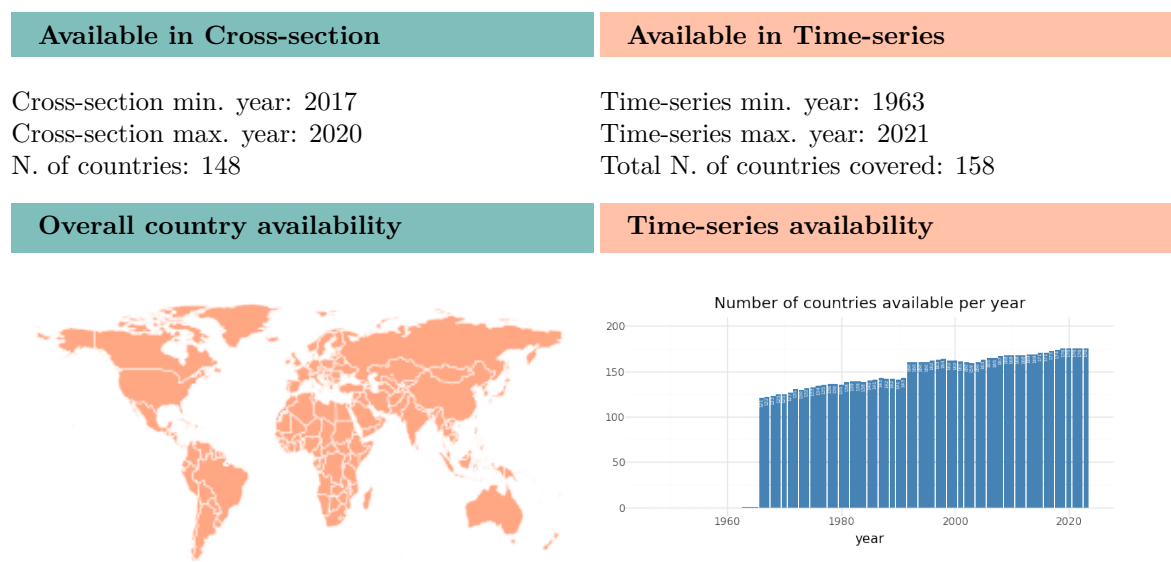 Available in Cross-section
Available in Time-series
Cross-section min. year: 2017
Cross-section max. year: 2020
N. of countries: 148
Time-series min. year: 1963
Time-series max. year: 2021
Total N. of countries covered: 158
Overall country availability
Time-series availability
Number of countries available per year
200
150
100
50
0
1960 1980 2000 2020
year